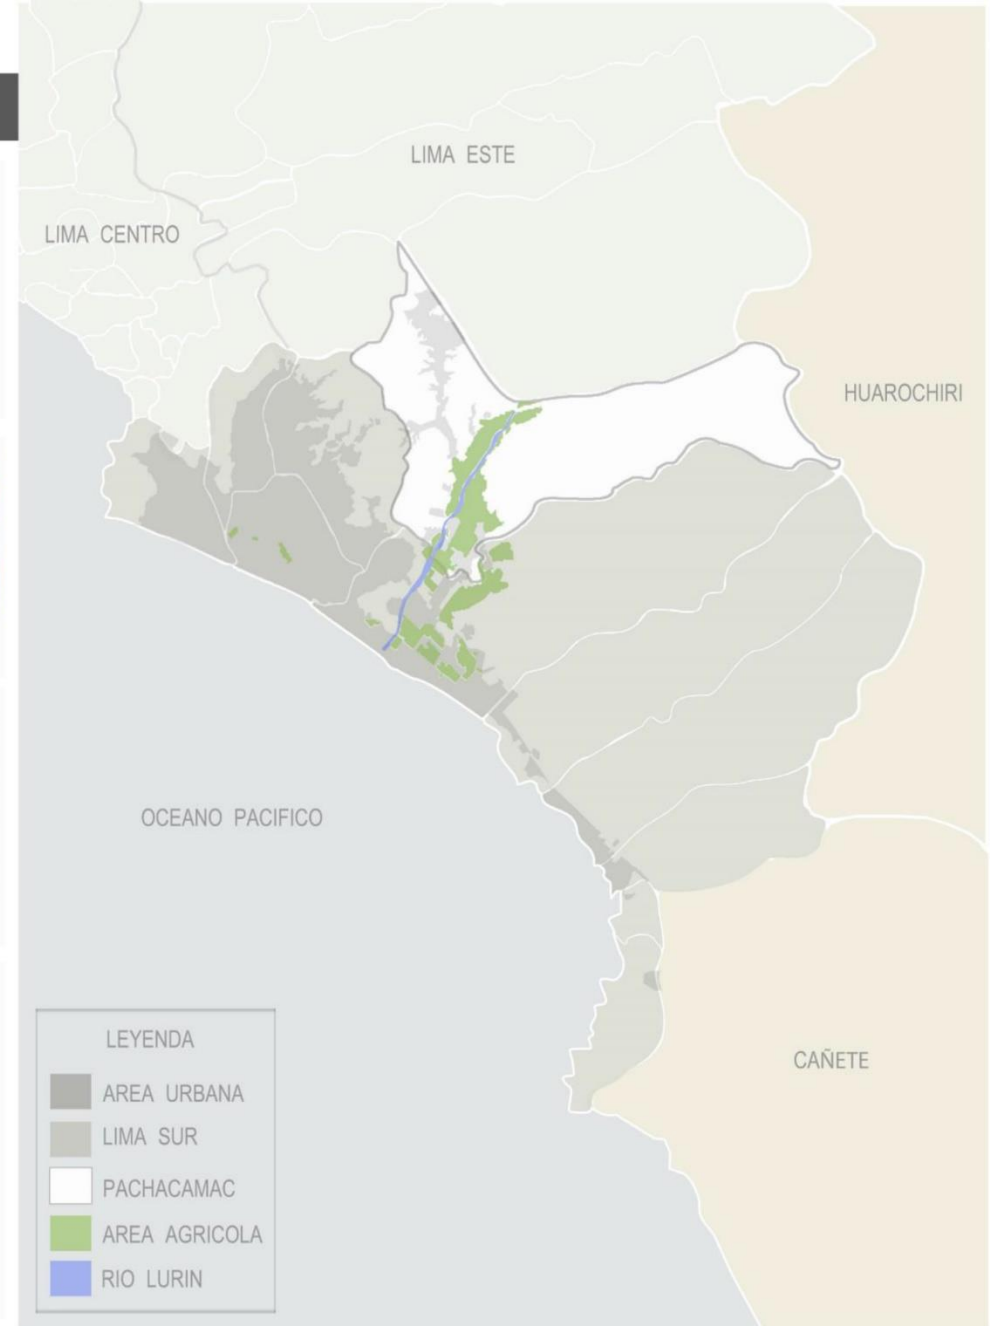 LIMA ESTE
LIMA CENTRO
HUAROCHIRI
OCEANO PACIFICO
CAÑETE
LEYENDA
AREA URBANA
LIMA SUR
PACHACAMAC
AREA AGRICOLA
RIO LURIN